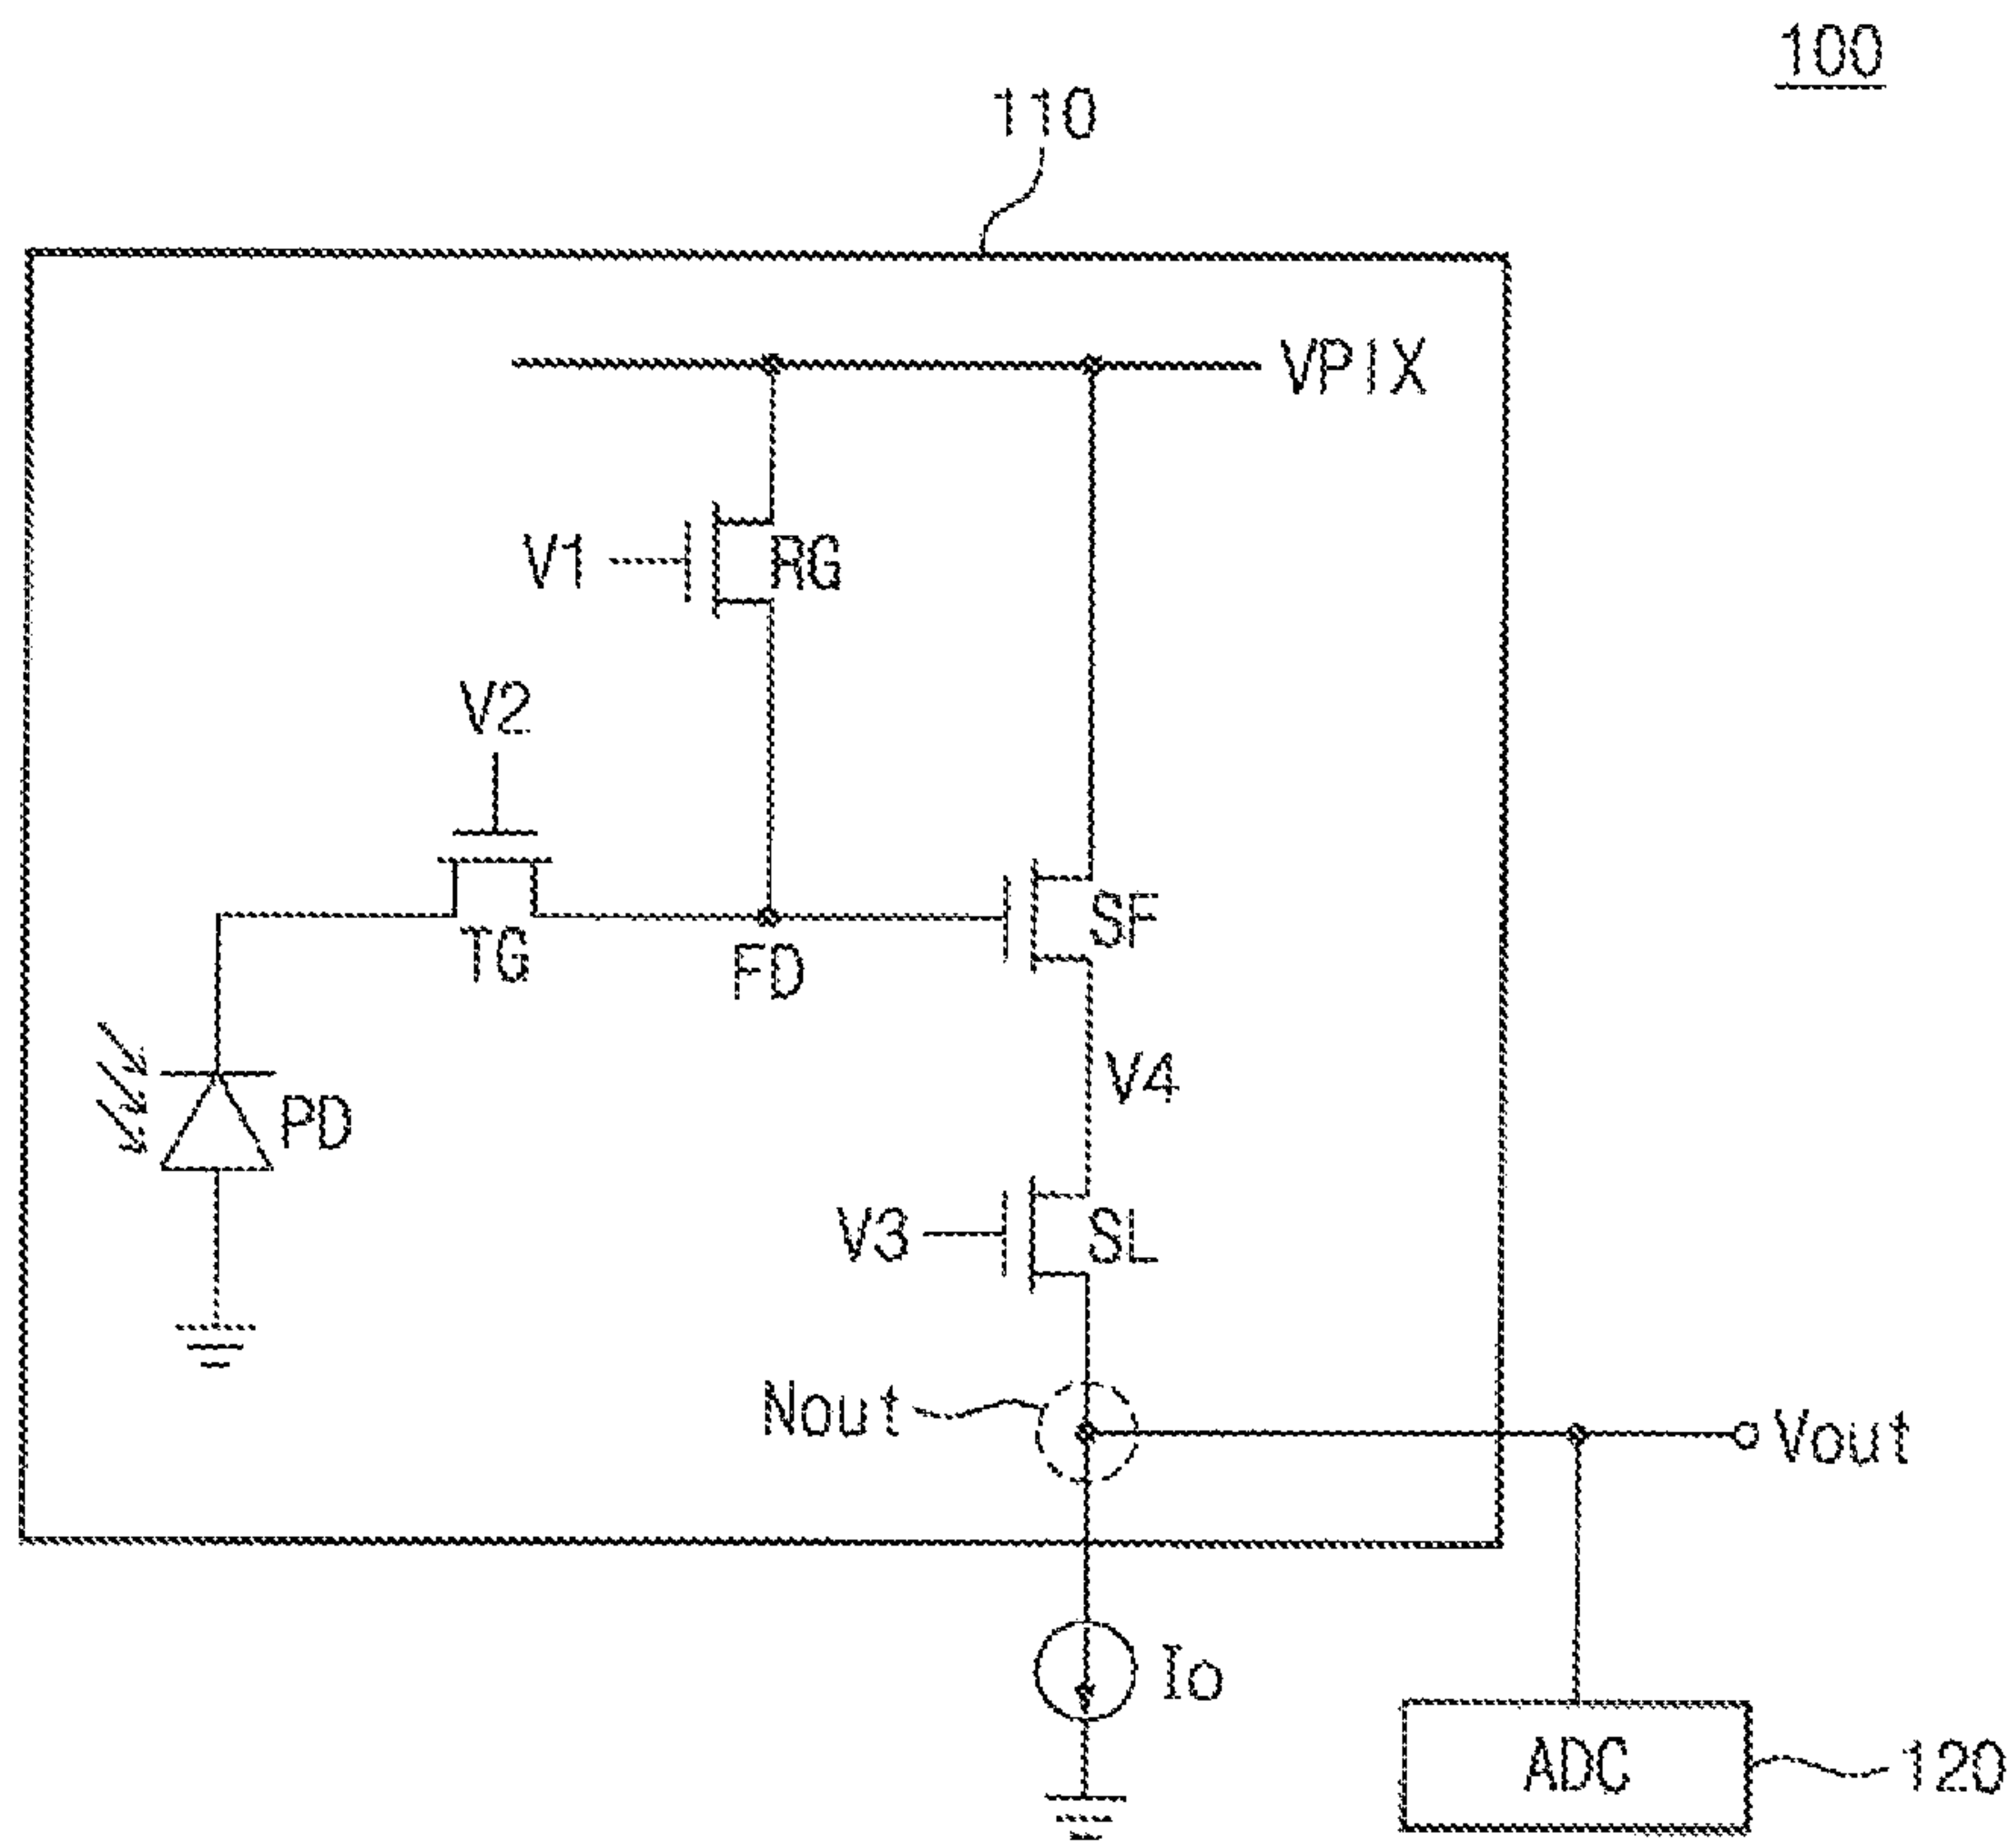 100
110
VPIX
V1
RG
V2
TG
FD
SF
PD
V4
V3
SL
Nout
Vout
Io
ADC
120